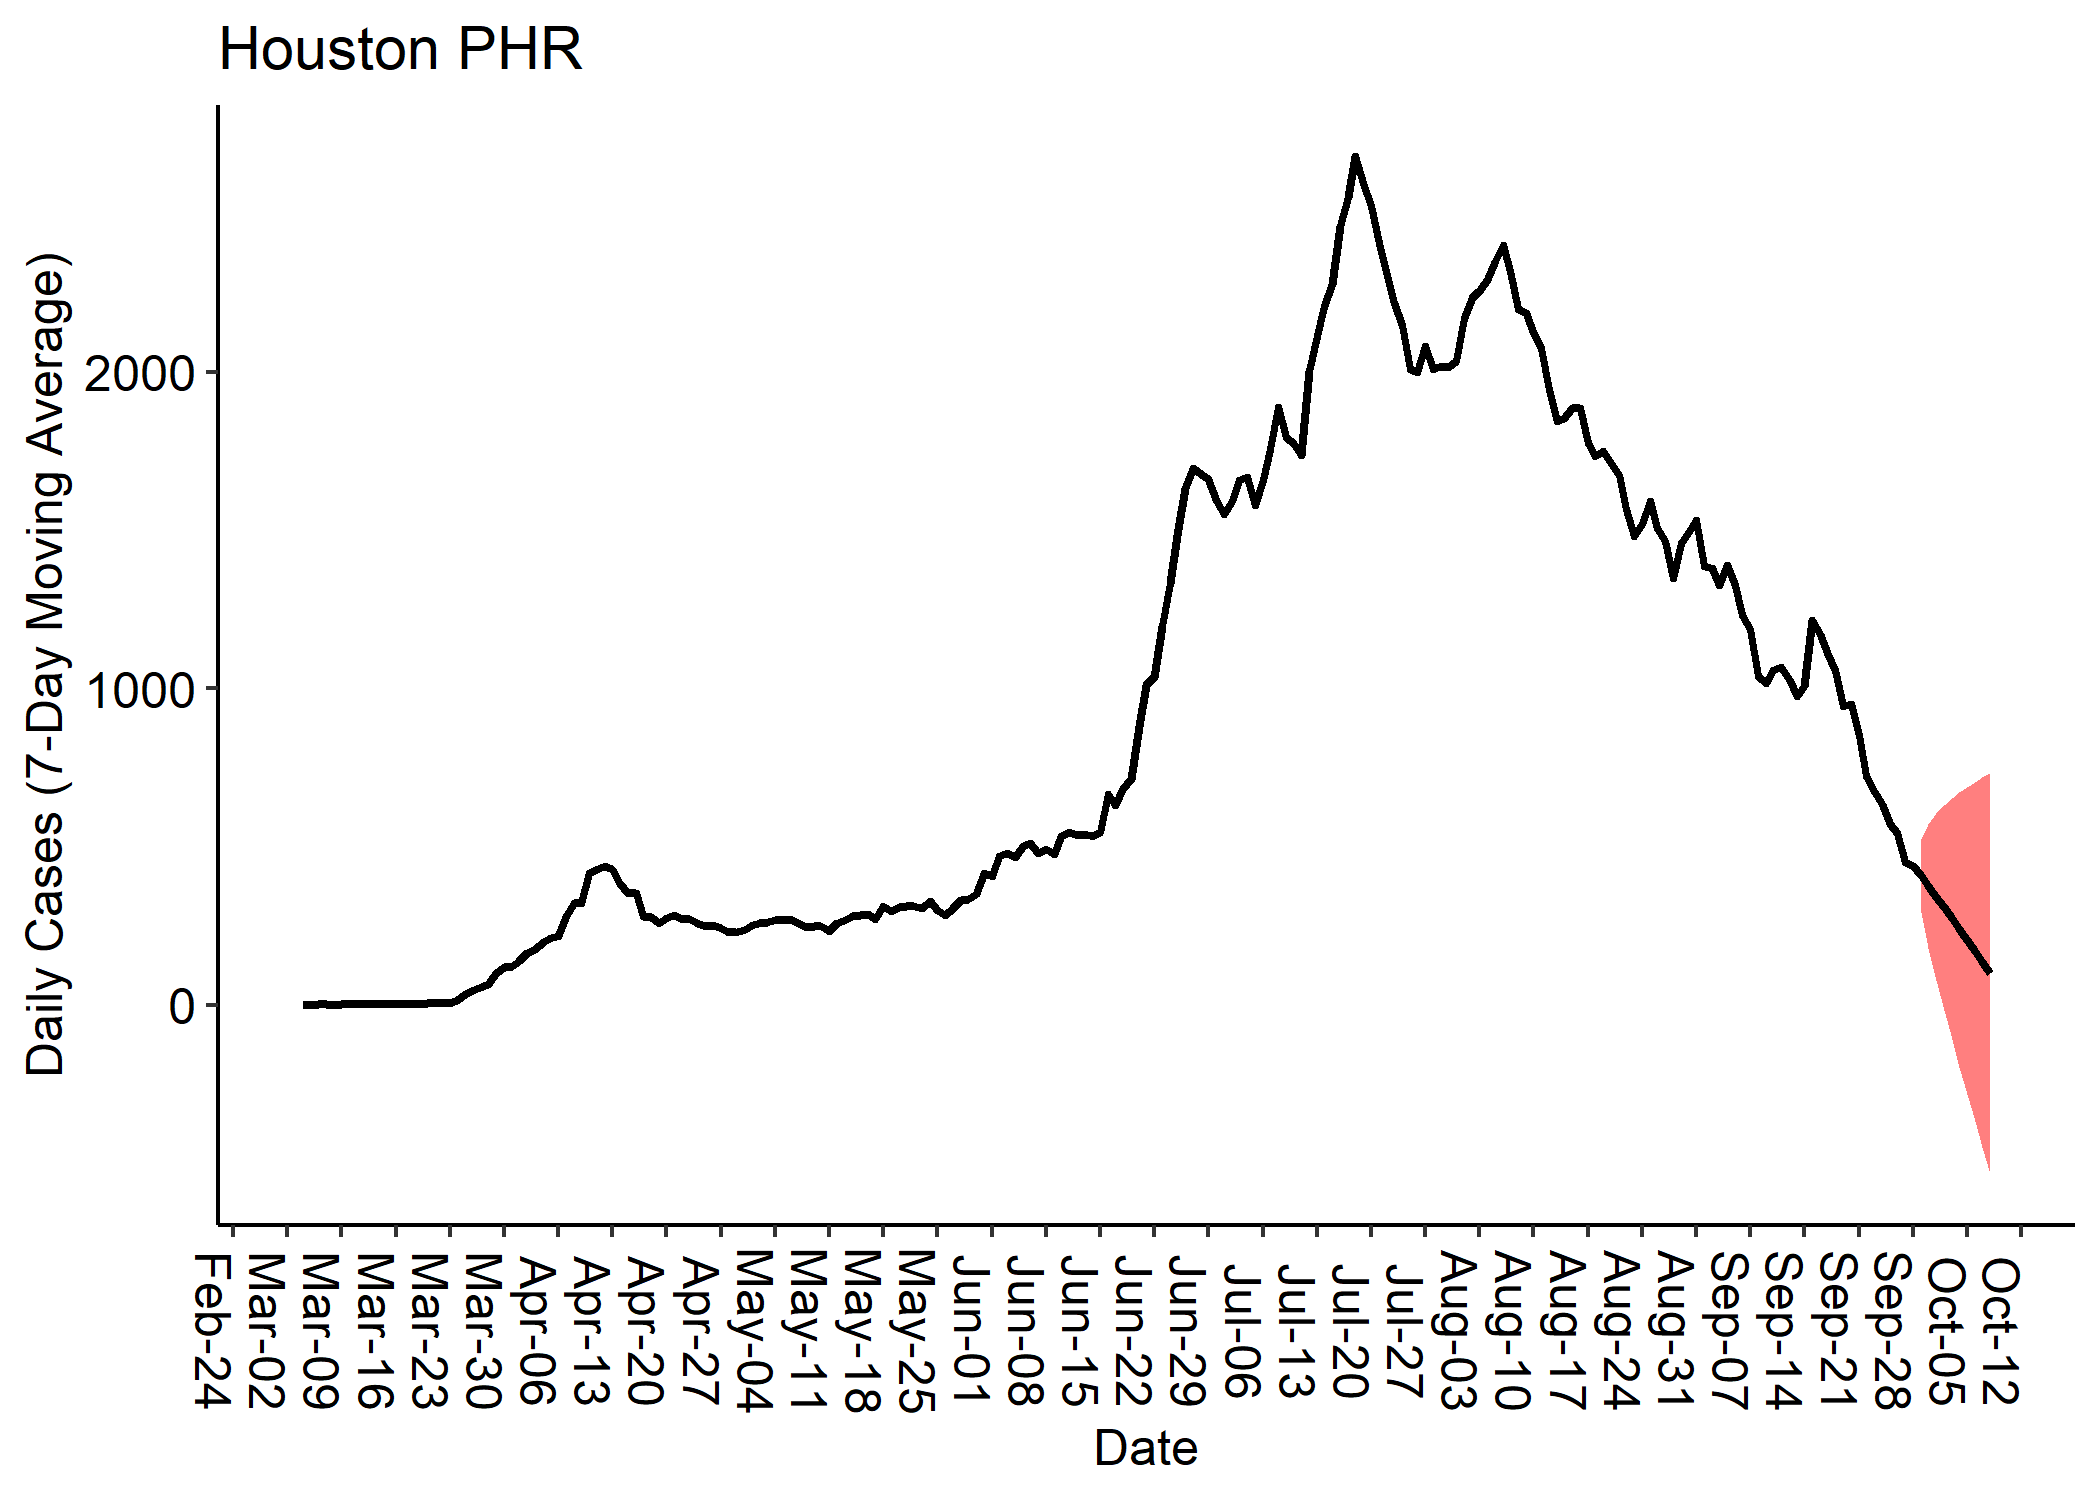 Houston PHR
Daily Cases (7-Day Moving Average)
2000
1000
0
Feb-24
Mar-02
Mar-09
Mar-16
Mar-23
Mar-30
Apr-06
Apr-13
Apr-20
Apr-27
May-04
May-11
May-18
May-25
Jun-01
Jun-08
Jun-15
Jun-22
Jun-29
Jul-06
Jul-13
Jul-20
Jul-27
Aug-03
Aug-10
Aug-17
Aug-24
Aug-31
Sep-07
Sep-14
Sep-21
Sep-28
Oct-05
Oct-12
Date